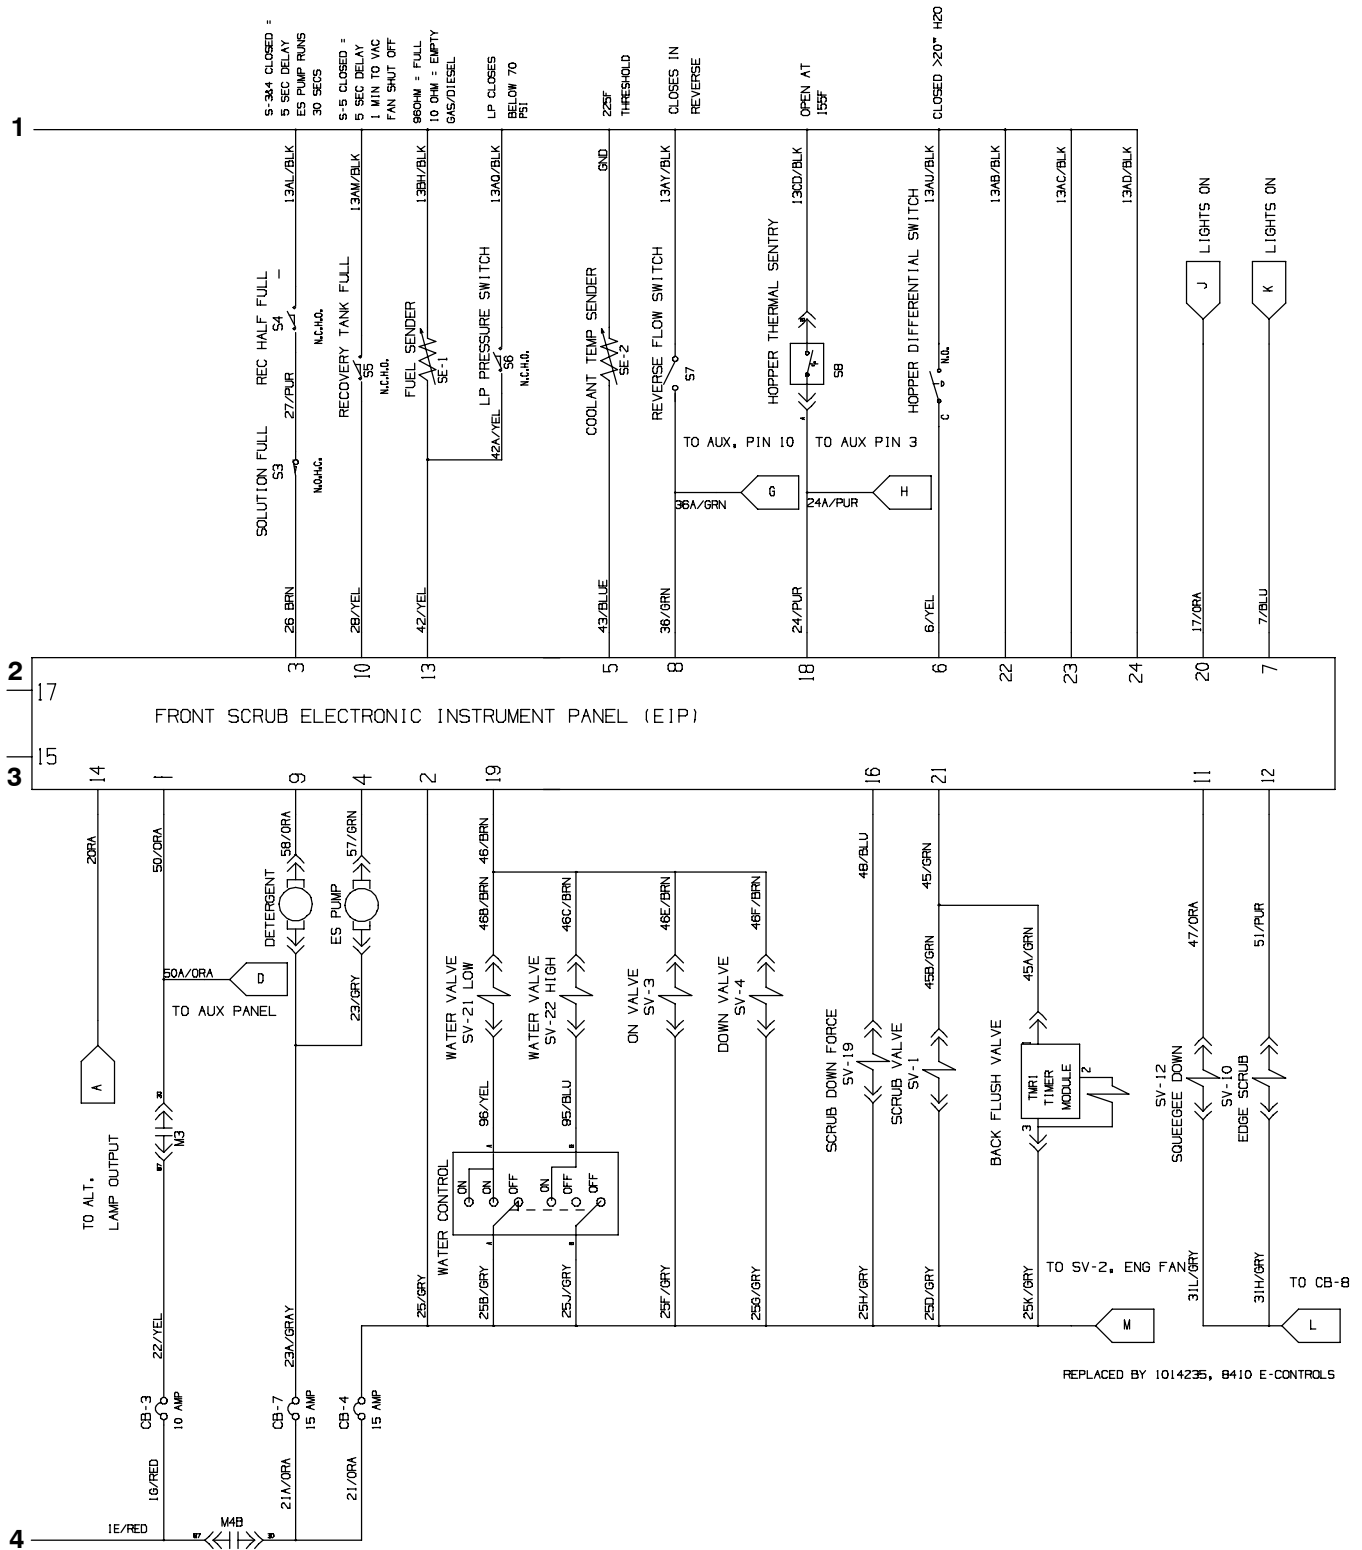 S-3&4 CLOSED =
5 SEC DELAY
ES PUMP RUNS
30 SECS
S-5 CLOSED =
5 SEC DELAY
1 MIN TO VAC
FAN SHUT OFF
960HM = FULL
10 OHM = EMPTY
GAS/DIESEL
LP CLOSES
BELOW 70
PSI
225F
THRESHOLD
CLOSES IN
REVERSE
OPEN AT
155F
CLOSED >20" H2O
1
13AL/BLK
13AM/BLK
13BH/BLK
13AQ/BLK
GND
13AY/BLK
13CD/BLK
13AU/BLK
13AB/BLK
13AC/BLK
13AD/BLK
LIGHTS ON
LIGHTS ON
J
K
REC HALF FULL
S4
N.C.H.O.
27/PUR
SOLUTION FULL
S3
N.O.H.C.
RECOVERY TANK FULL
S5
N.C.H.O.
FUEL SENDER
SE-1
LP PRESSURE SWITCH
S6
N.C.H.O.
42A/YEL
COOLANT TEMP SENDER
SE-2
REVERSE FLOW SWITCH
S7
HOPPER THERMAL SENTRY
B
S8
A
HOPPER DIFFERENTIAL SWITCH
N.O.
C
TO AUX. PIN 10
TO AUX PIN 3
G
36A/GRN
H
24A/PUR
26 BRN
28/YEL
42/YEL
43/BLUE
36/GRN
24/PUR
6/YEL
17/ORA
7/BLU
2
3
10
13
5
8
18
6
22
23
24
20
7
17
FRONT SCRUB ELECTRONIC INSTRUMENT PANEL (EIP)
15
3
14
1
9
4
2
19
16
21
11
12
20RA
50/ORA
58/ORA
57/GRN
46/BRN
48/BLU
45/GRN
47/ORA
51/PUR
DETERGENT
ES PUMP
46B/BRN
46C/BRN
46E/BRN
46F/BRN
45B/GRN
45A/GRN
50A/ORA
D
TO AUX PANEL
23/GRY
WATER VALVE
SV-21 LOW
WATER VALVE
SV-22 HIGH
ON VALVE
SV-3
DOWN VALVE
SV-4
SCRUB DOWN FORCE
SV-19
SCRUB VALVE
SV-1
BACK FLUSH VALVE
1
TMR1
TIMER
MODULE
2
3
SV-12
SQUEEGEE DOWN
SV-10
EDGE SCRUB
A
TO ALT.
LAMP OUTPUT
30
M3
87
96/YEL
95/BLU
A
B
WATER CONTROL
ON
ON
OFF
ON
OFF
OFF
A
B
25/GRY
25B/GRY
25J/GRY
25F/GRY
25G/GRY
25H/GRY
25D/GRY
25K/GRY
TO SV-2, ENG FAN
31L/GRY
31H/GRY
TO CB-8
M
L
22/YEL
23A/GRAY
REPLACED BY 1014235, 8410 E-CONTROLS
CB-3
10 AMP
CB-7
15 AMP
CB-4
15 AMP
1G/RED
21A/ORA
21/ORA
4
1E/RED
87
M4B
30